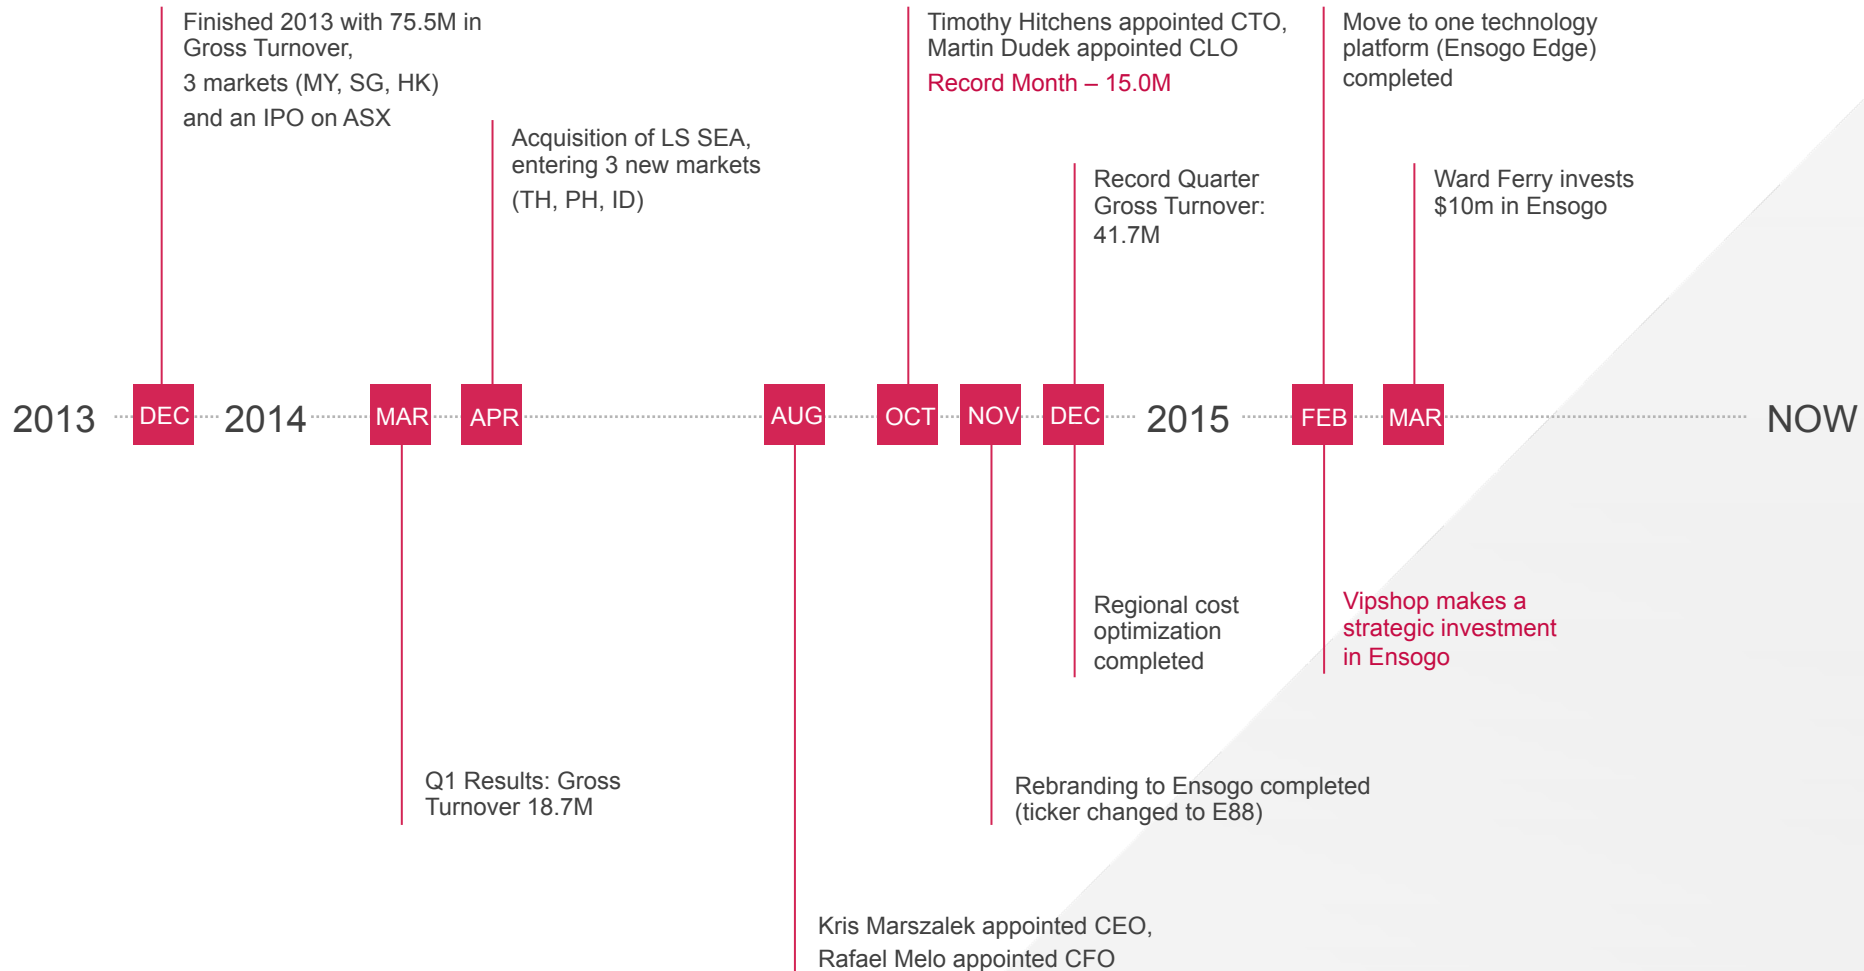 Finished 2013 with 75.5M in
Gross Turnover,
3 markets (MY, SG, HK)
and an IPO on ASX
Acquisition of LS SEA,
entering 3 new markets
(TH, PH, ID)
Timothy Hitchens appointed CTO,
Martin Dudek appointed CLO
Record Month – 15.0M
Record Quarter
Gross Turnover:
41.7M
Move to one technology
platform (Ensogo Edge)
completed
Ward Ferry invests
$10m in Ensogo
2013
DEC
2014
MAR
APR
AUG
OCT
NOV
DEC
2015
FEB
MAR
NOW
Q1 Results: Gross
Turnover 18.7M
Kris Marszalek appointed CEO,
Rafael Melo appointed CFO
Rebranding to Ensogo completed
(ticker changed to E88)
Regional cost
optimization
completed
Vipshop makes a
strategic investment
in Ensogo